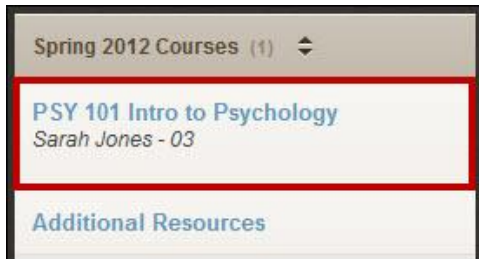 Spring 2012 Courses (1)
PSY 101 Intro to Psychology
Sarah Jones - 03
Additional Resources